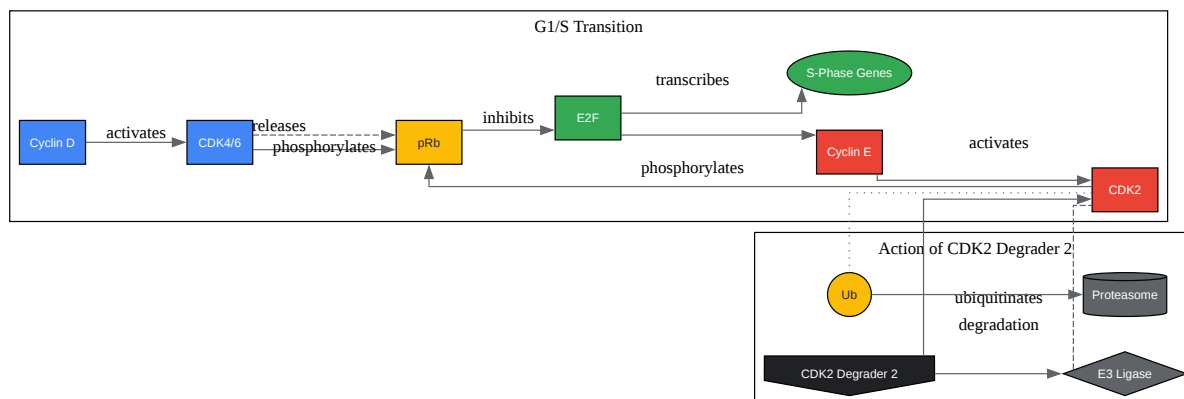 G1/S Transition
S-Phase Genes
transcribes
inhibits
E2F
releases
activates
Cyclin D
CDK4/6
pRb
phosphorylates
Cyclin E
activates
phosphorylates
CDK2
Action of CDK2 Degrader 2
Ub
ubiquitinates
Proteasome
degradation
CDK2 Degrader 2
E3 Ligase